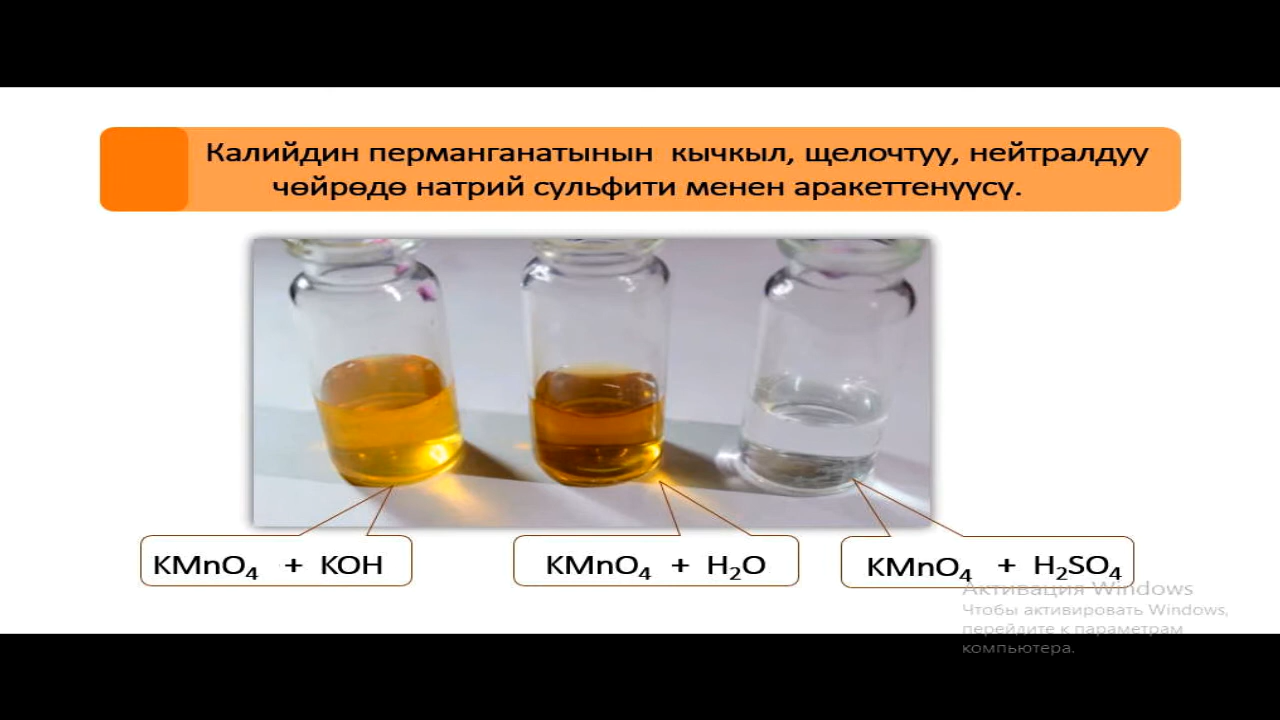 Калийдин перманганатынын кычкыл, щелочтуу, нейтралдуу
чөйрөдө натрий сульфити менен аракеттенүүсү.
KMnO₄ + KOH
KMnO₄ + H₂O
KMnO₄ + H₂SO₄
Активация Windows
Чтобы активировать Windows,
перейдите к параметрам
компьютера.